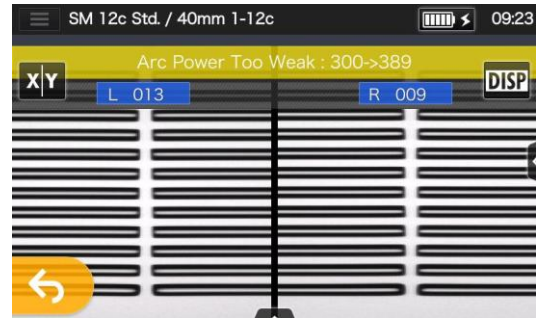 SM 12c Std. / 40mm 1-12c 09:23
Arc Power Too Weak : 300->389
X|Y DISP
L 013 R 009